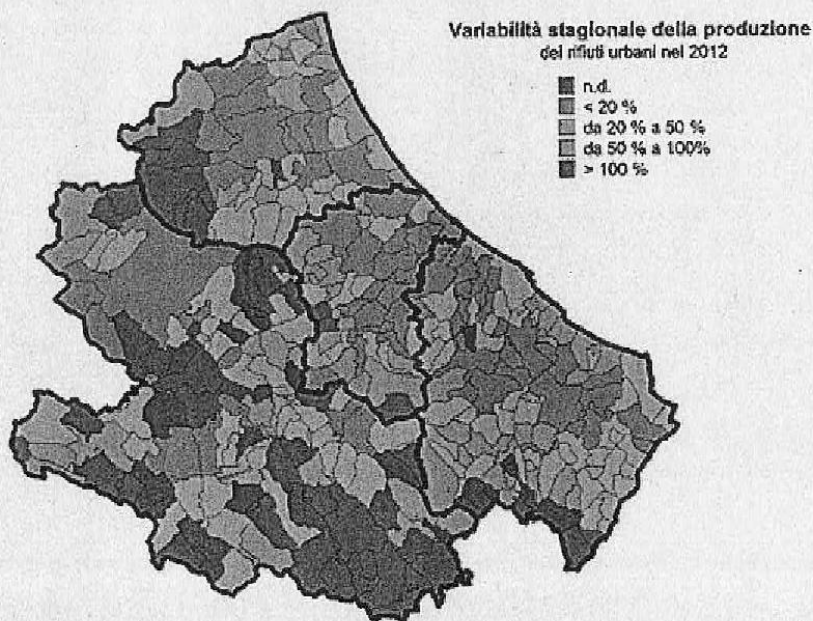 Variabilità stagionale della produzione
dei rifiuti urbani nel 2012
n.d.
< 20 %
da 20 % a 50 %
da 50 % a 100%
> 100 %